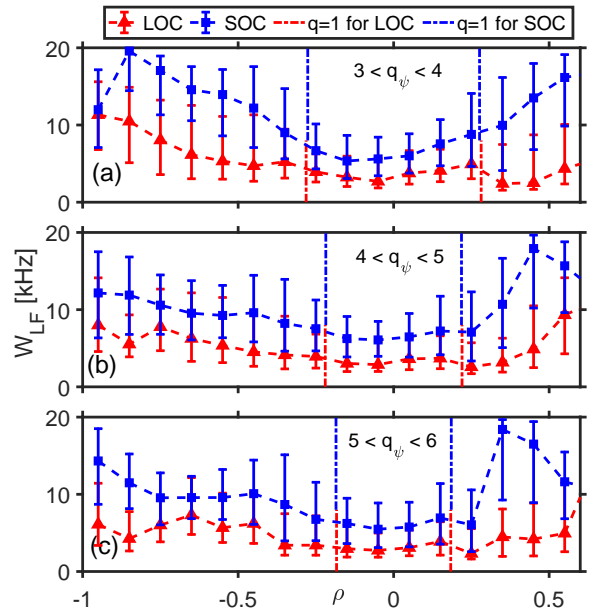 LOC SOC q=1 for LOC q=1 for SOC
20
3 < q_ψ < 4
10
(a)
0
20
4 < q_ψ < 5
10
(b)
0
W_LF [kHz]
20
5 < q_ψ < 6
10
(c)
0
-1 -0.5 ρ 0 0.5